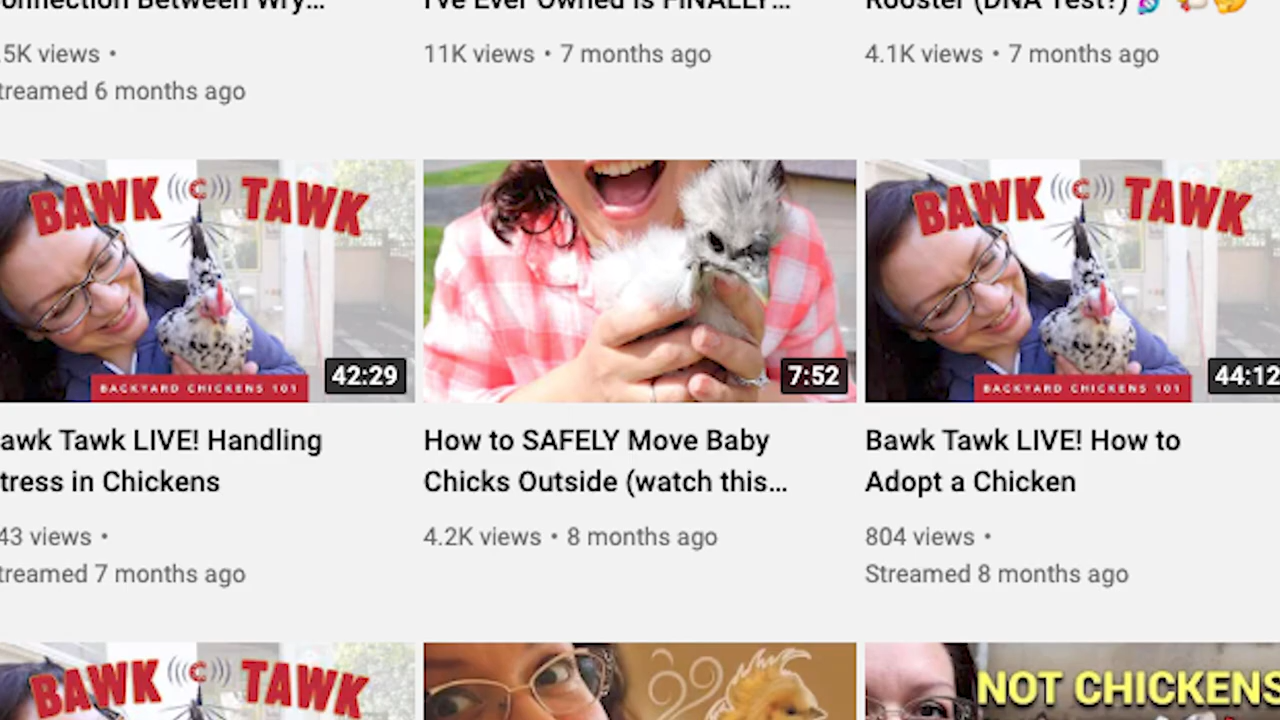 Between Wry...
I've Ever Owned is FINALLY...
Rooster (DNA Test?) 🧬 🐔 🤔
5K views •
11K views • 7 months ago
4.1K views • 7 months ago
treamed 6 months ago
BAWK C TAWK
BACKYARD CHICKENS 101
42:29
7:52
BAWK C TAWK
BACKYARD CHICKENS 101
44:12
awk Tawk LIVE! Handling
tress in Chickens
How to SAFELY Move Baby
Chicks Outside (watch this...
Bawk Tawk LIVE! How to
Adopt a Chicken
43 views •
treamed 7 months ago
4.2K views • 8 months ago
804 views •
Streamed 8 months ago
BAWK C TAWK
NOT CHICKENS